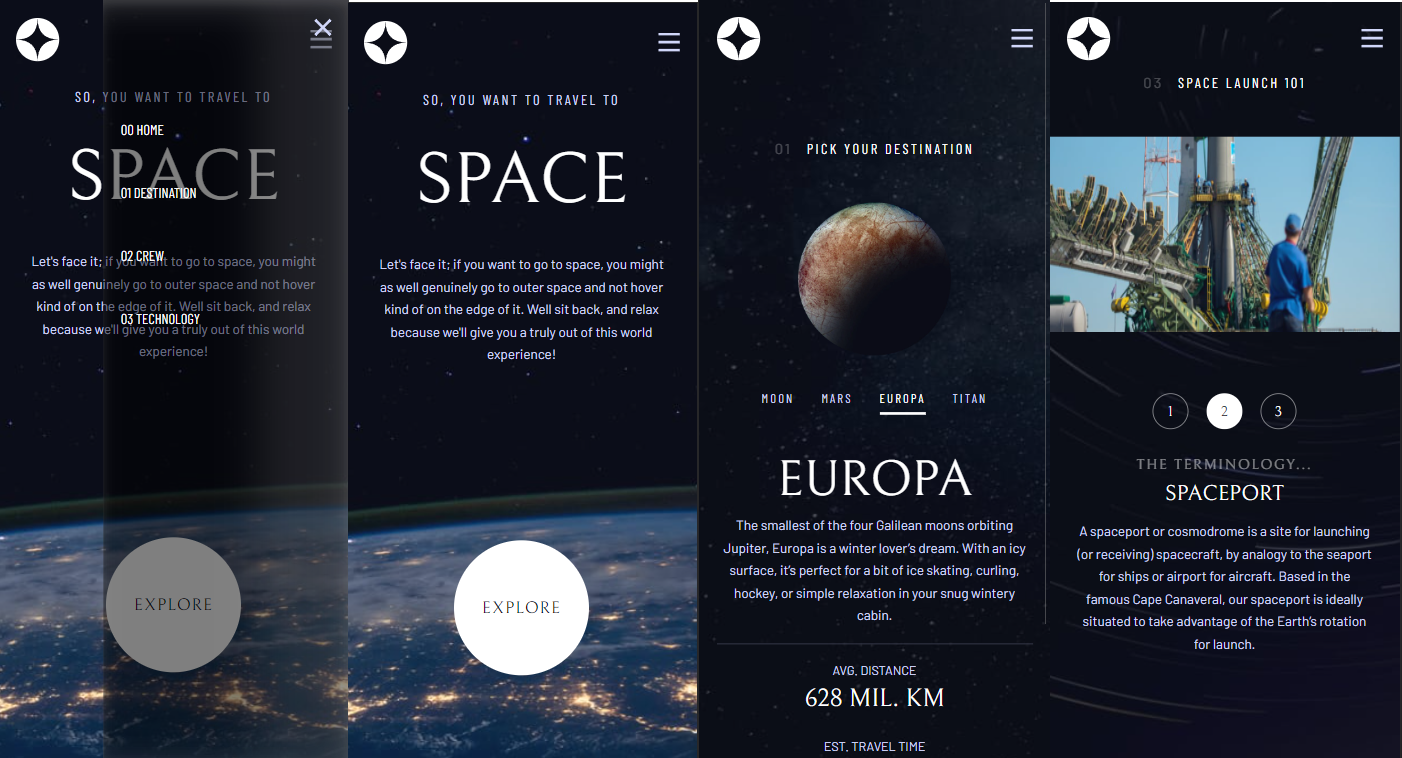 SO, YOU WANT TO TRAVEL TO
00 HOME
SPACE
01 DESTINATION
02 CREW
Let's face it; if you want to go to space, you might
as well genuinely go to outer space and not hover
kind of on the edge of it. Well sit back, and relax
03 TECHNOLOGY
because we'll give you a truly out of this world
experience!
EXPLORE
SO, YOU WANT TO TRAVEL TO
SPACE
Let's face it; if you want to go to space, you might
as well genuinely go to outer space and not hover
kind of on the edge of it. Well sit back, and relax
because we'll give you a truly out of this world
experience!
EXPLORE
01 PICK YOUR DESTINATION
MOON MARS EUROPA TITAN
EUROPA
The smallest of the four Galilean moons orbiting
Jupiter, Europa is a winter lover's dream. With an icy
surface, it's perfect for a bit of ice skating, curling,
hockey, or simple relaxation in your snug wintery
cabin.
AVG. DISTANCE
628 MIL. KM
EST. TRAVEL TIME
03 SPACE LAUNCH 101
1 2 3
THE TERMINOLOGY...
SPACEPORT
A spaceport or cosmodrome is a site for launching
(or receiving) spacecraft, by analogy to the seaport
for ships or airport for aircraft. Based in the
famous Cape Canaveral, our spaceport is ideally
situated to take advantage of the Earth's rotation
for launch.